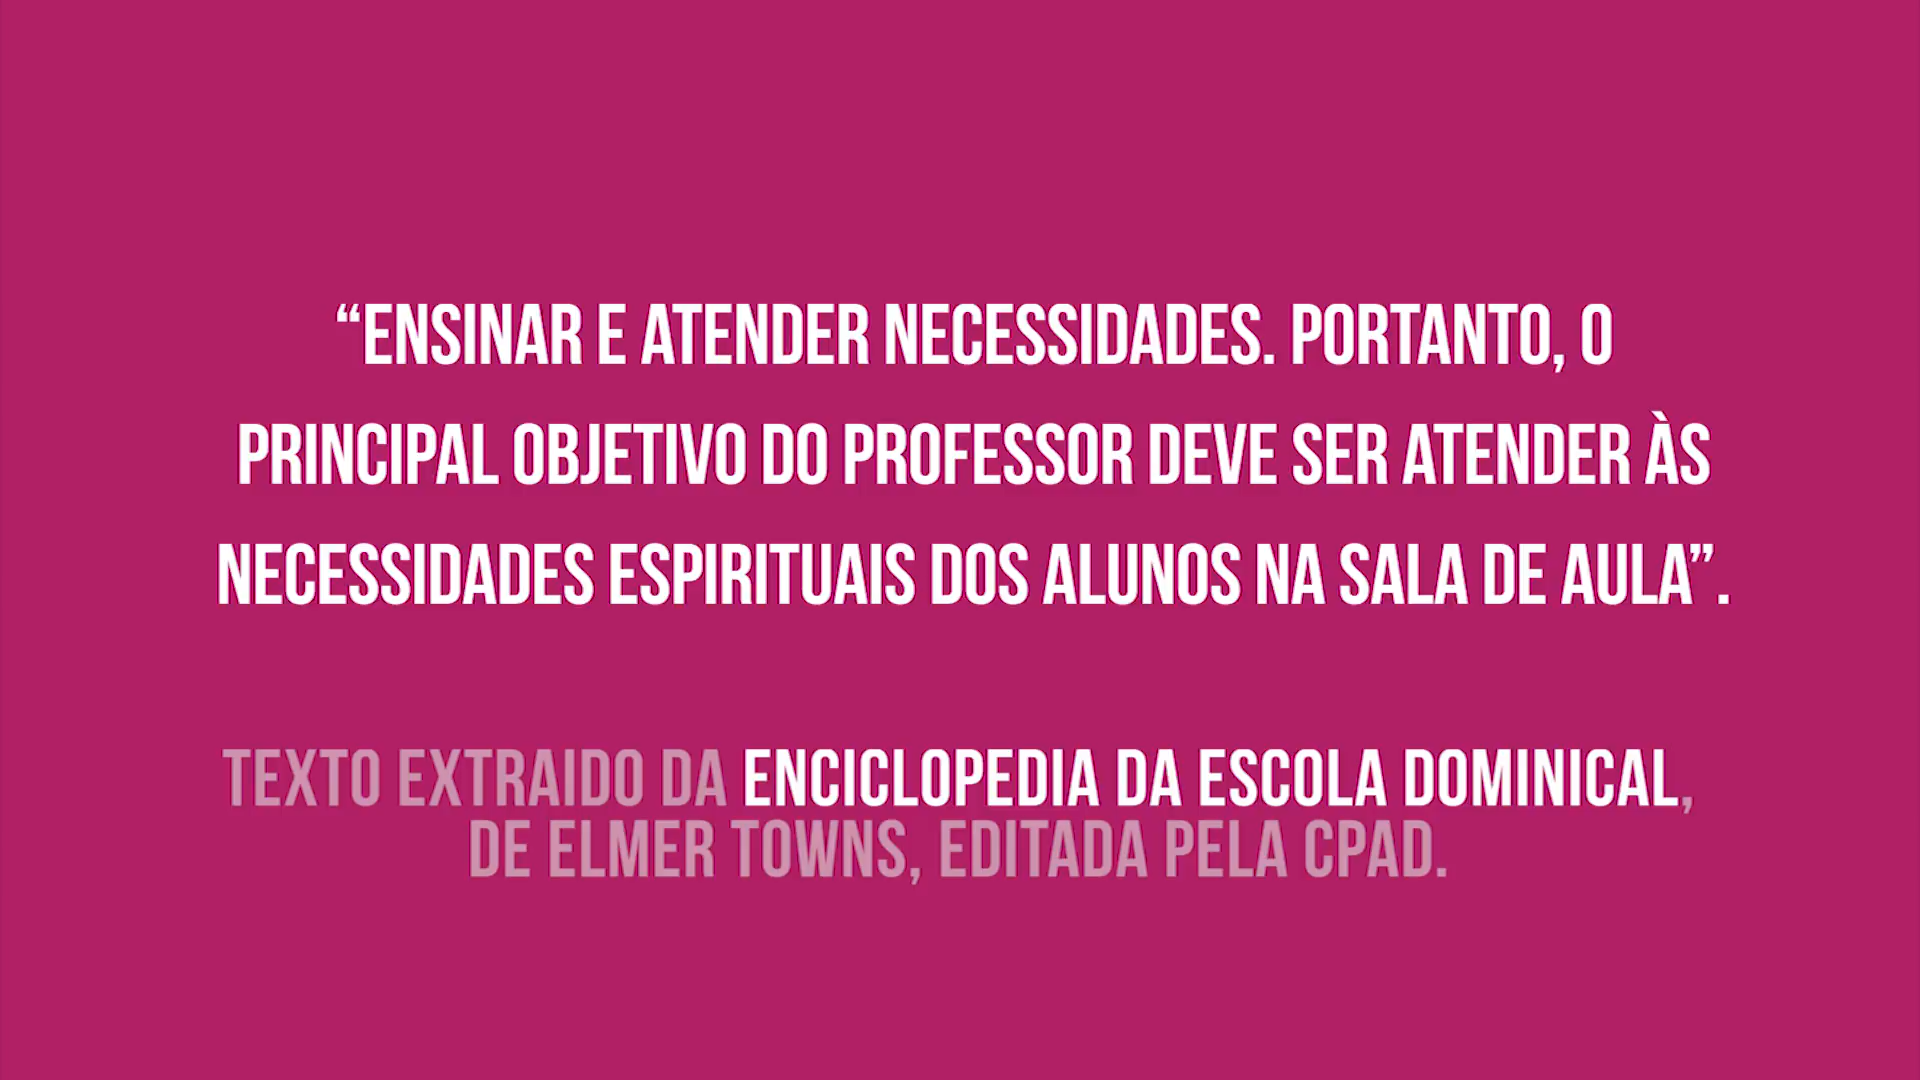 “ENSINAR E ATENDER NECESSIDADES. PORTANTO, O
PRINCIPAL OBJETIVO DO PROFESSOR DEVE SER ATENDER ÀS
NECESSIDADES ESPIRITUAIS DOS ALUNOS NA SALA DE AULA”.
TEXTO EXTRAIDO DA ENCICLOPEDIA DA ESCOLA DOMINICAL,
DE ELMER TOWNS, EDITADA PELA CPAD.